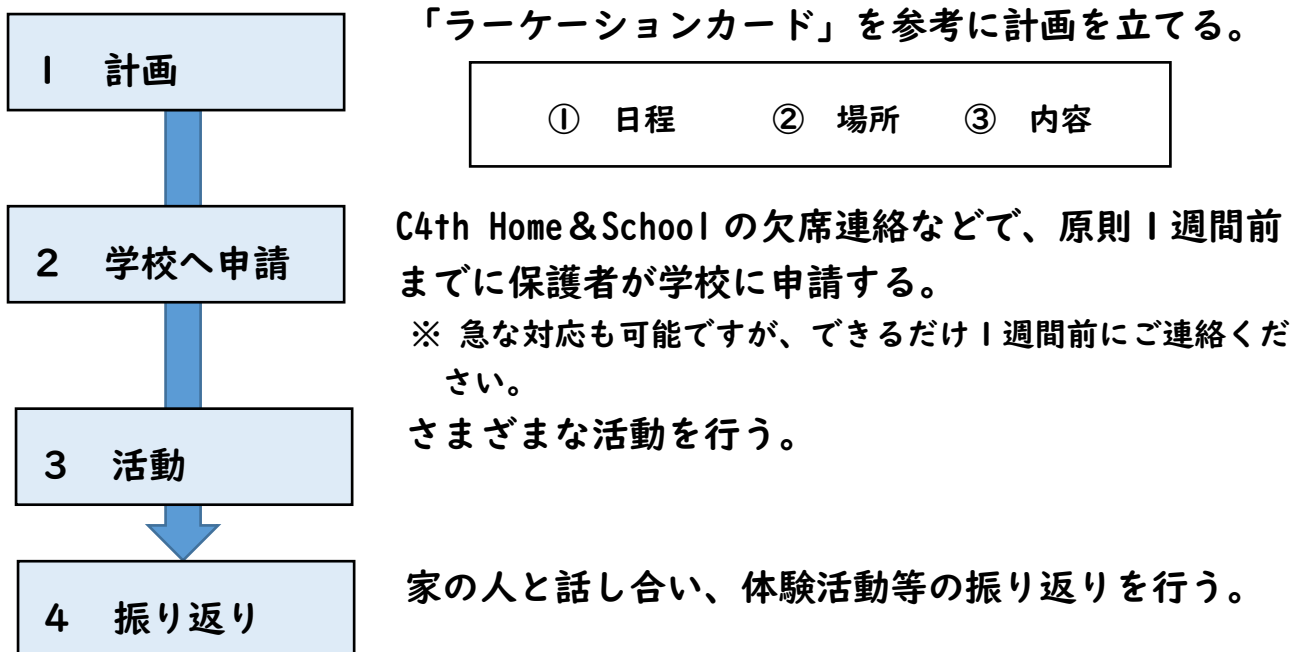 1 計画
「ラーケーションカード」を参考に計画を立てる。
① 日程 ② 場所 ③ 内容
2 学校へ申請
C4th Home&Schoolの欠席連絡などで、原則1週間前
までに保護者が学校に申請する。
※ 急な対応も可能ですが、できるだけ1週間前にご連絡くだ
さい。
3 活動
さまざまな活動を行う。
4 振り返り
家の人と話し合い、体験活動等の振り返りを行う。